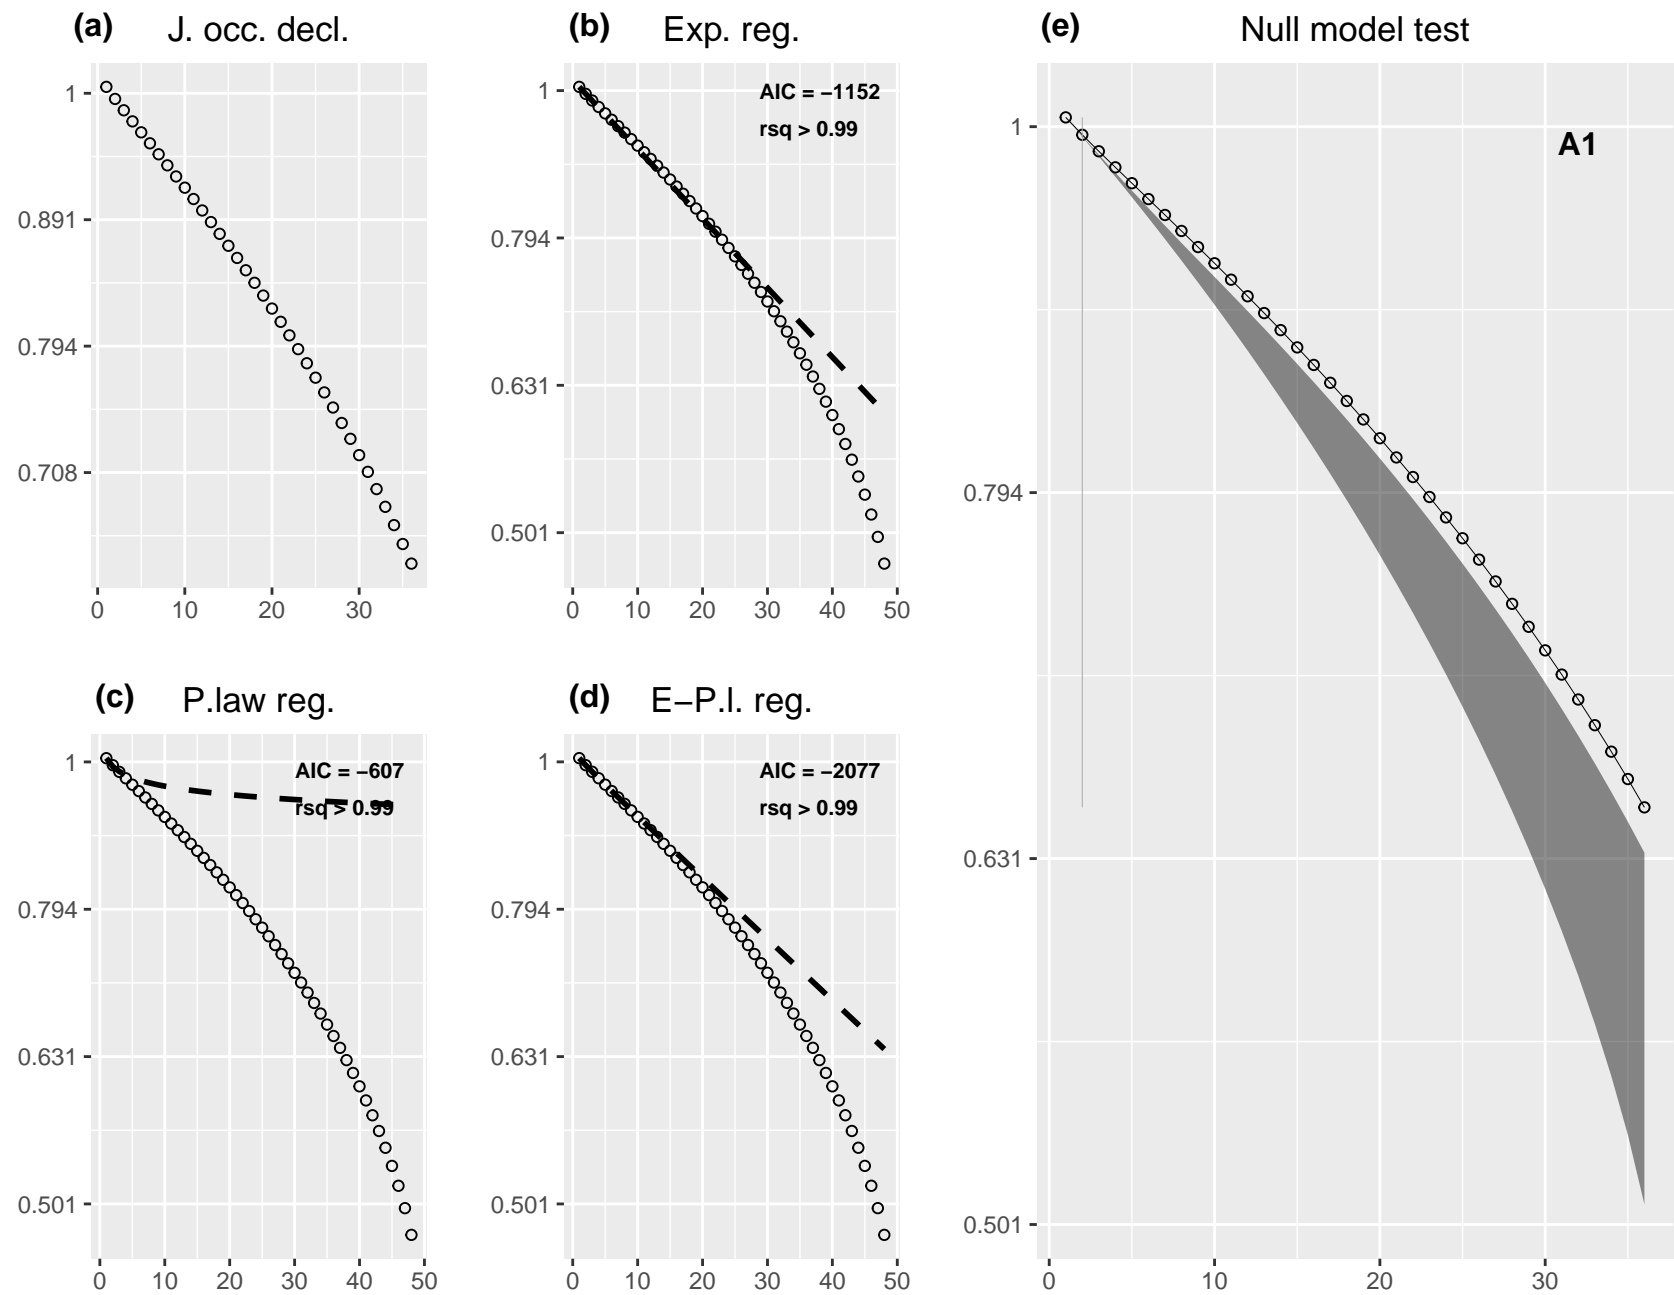 (a) J. occ. decl.
1
0.891
0.794
0.708
0 10 20 30
(b) Exp. reg.
AIC = −1152
rsq > 0.99
1
0.794
0.631
0.501
0 10 20 30 40 50
(c) P.law reg.
AIC = −607
rsq > 0.99
1
0.794
0.631
0.501
0 10 20 30 40 50
(d) E−P.l. reg.
AIC = −2077
rsq > 0.99
1
0.794
0.631
0.501
0 10 20 30 40 50
(e) Null model test
A1
1
0.794
0.631
0.501
0 10 20 30